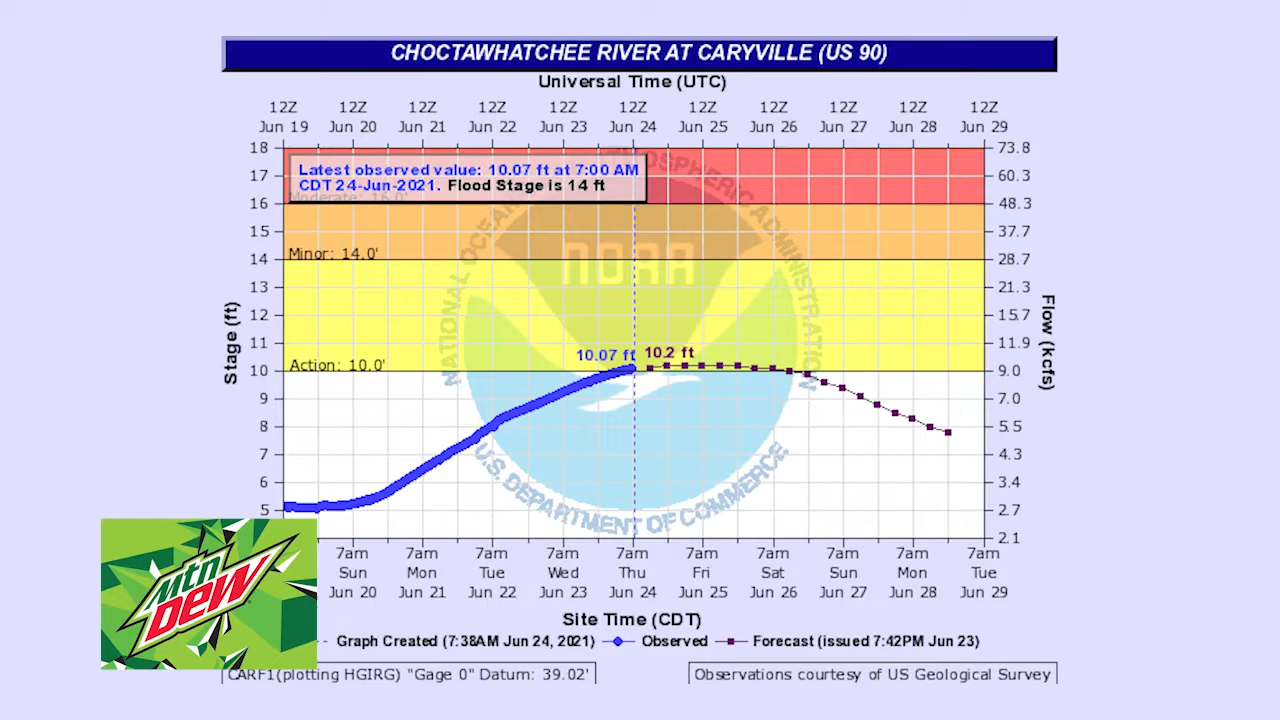 CHOCTAWHATCHEE RIVER AT CARYVILLE (US 90)
Universal Time (UTC)
12Z 12Z 12Z 12Z 12Z 12Z 12Z 12Z 12Z 12Z 12Z
Jun 19 Jun 20 Jun 21 Jun 22 Jun 23 Jun 24 Jun 25 Jun 26 Jun 27 Jun 28 Jun 29
18 73.8
Latest observed value: 10.07 ft at 7:00 AM
CDT 24-Jun-2021. Flood Stage is 14 ft
17 60.3
Moderate: 16.0'
16 48.3
15 37.7
Minor: 14.0'
14 28.7
13 21.3
12 15.7
11 11.9
10.07 ft 10.2 ft
Action: 10.0'
10 9.0
9 7.0
8 5.5
7 4.3
6 3.4
5 2.7
2.1
Stage (ft)
Flow (kcfs)
NOAA
NATIONAL OCEANIC AND ATMOSPHERIC ADMINISTRATION
U.S. DEPARTMENT OF COMMERCE
7am 7am 7am 7am 7am 7am 7am 7am 7am 7am
Sun Mon Tue Wed Thu Fri Sat Sun Mon Tue
Jun 20 Jun 21 Jun 22 Jun 23 Jun 24 Jun 25 Jun 26 Jun 27 Jun 28 Jun 29
Site Time (CDT)
Graph Created (7:38AM Jun 24, 2021) Observed Forecast (issued 7:42PM Jun 23)
Mtn
DEW
CARF1(plotting HGIRG) "Gage 0" Datum: 39.02'
Observations courtesy of US Geological Survey